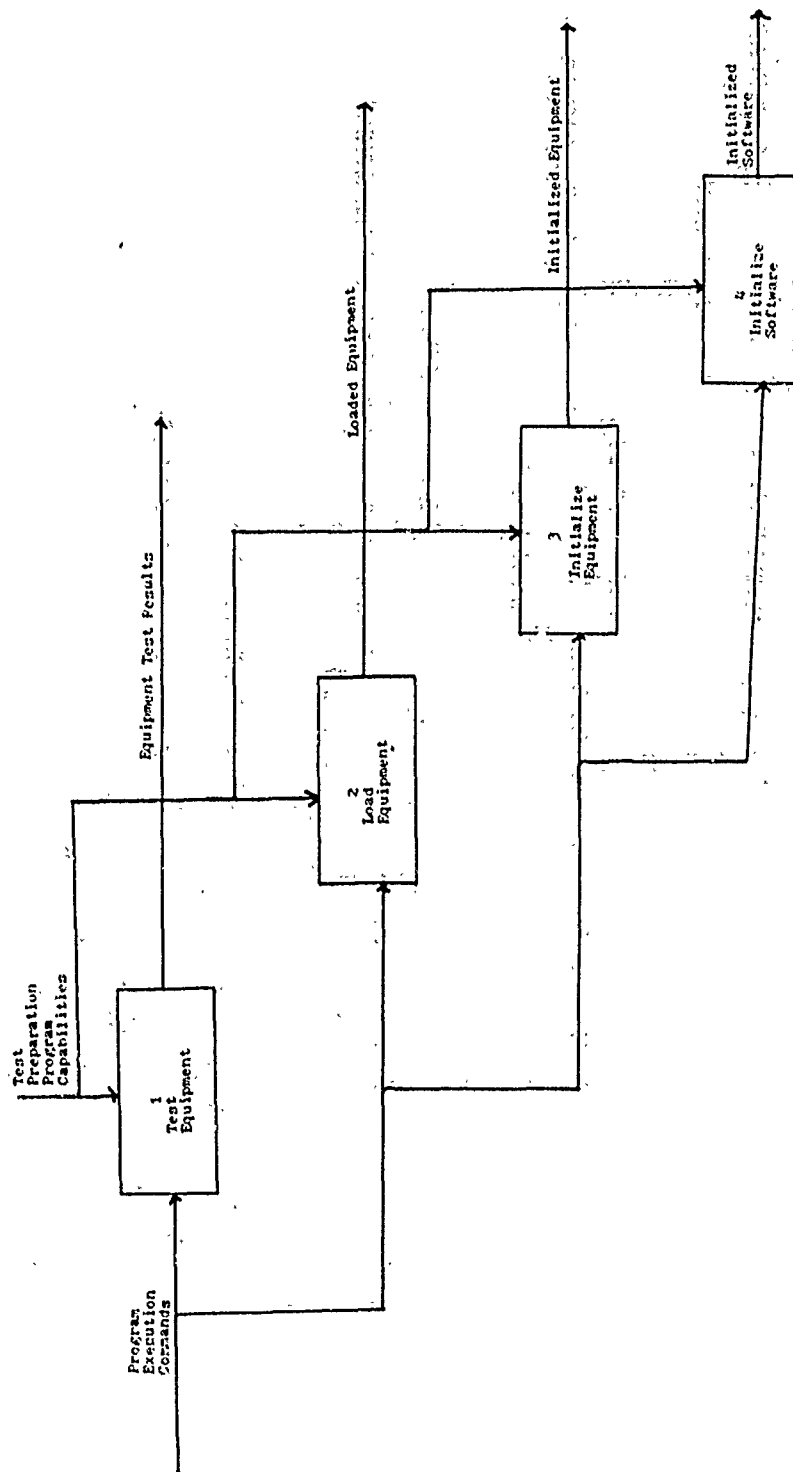 Test
Preparation
Program
Capabilities
Program
Execution
Commands
1
Test
Equipment
Equipment Test Results
2
Load
Equipment
Loaded Equipment
3
Initialize
Equipment
Initialized Equipment
4
Initialize
Software
Initialized
Software